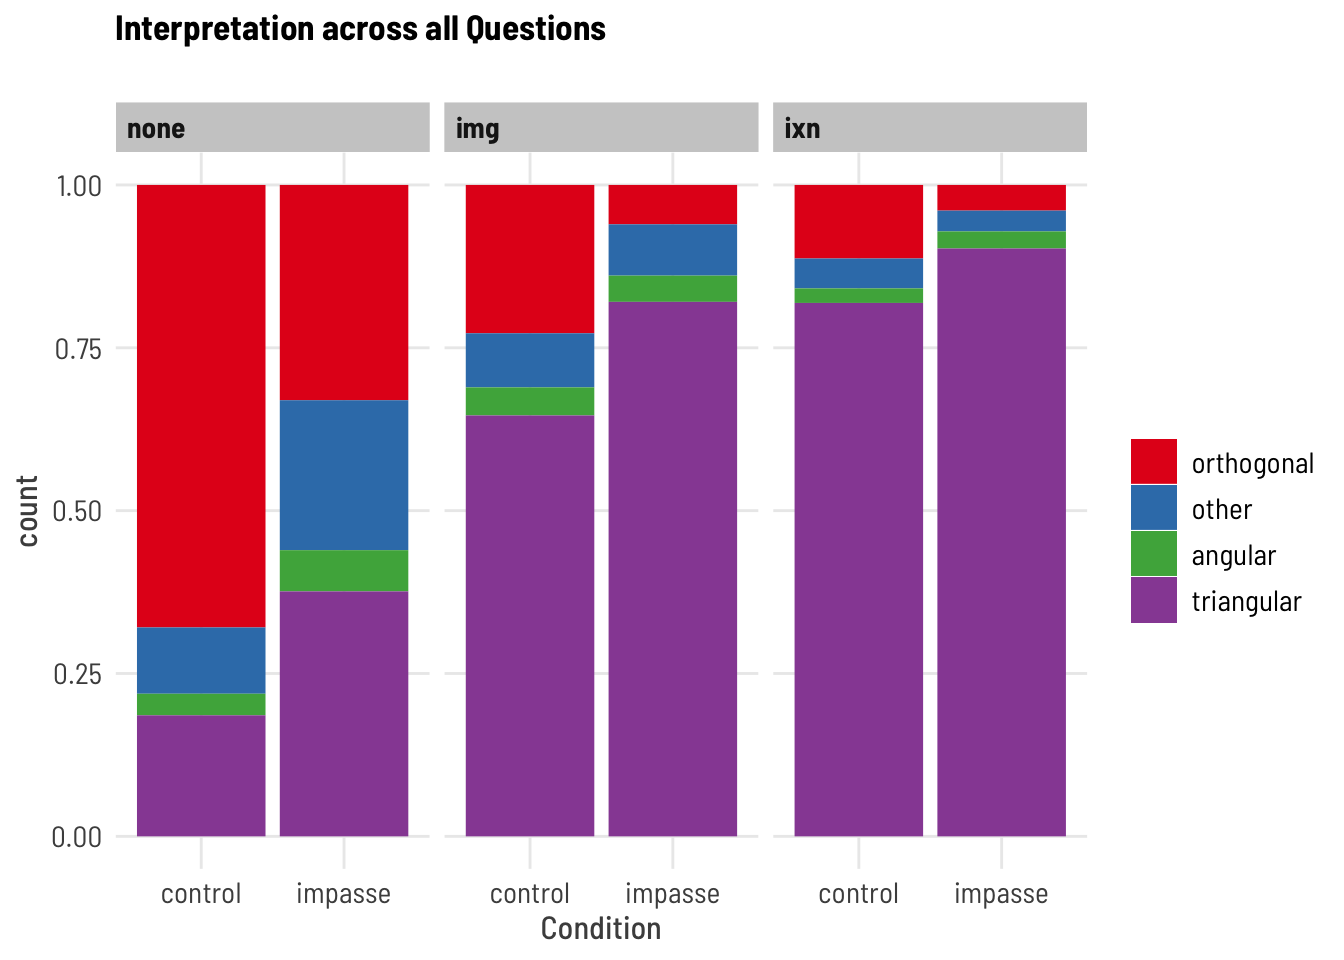 Interpretation across all Questions
none
img
ixn
1.00
0.75
0.50
0.25
0.00
count
control
impasse
control
impasse
control
impasse
Condition
orthogonal
other
angular
triangular